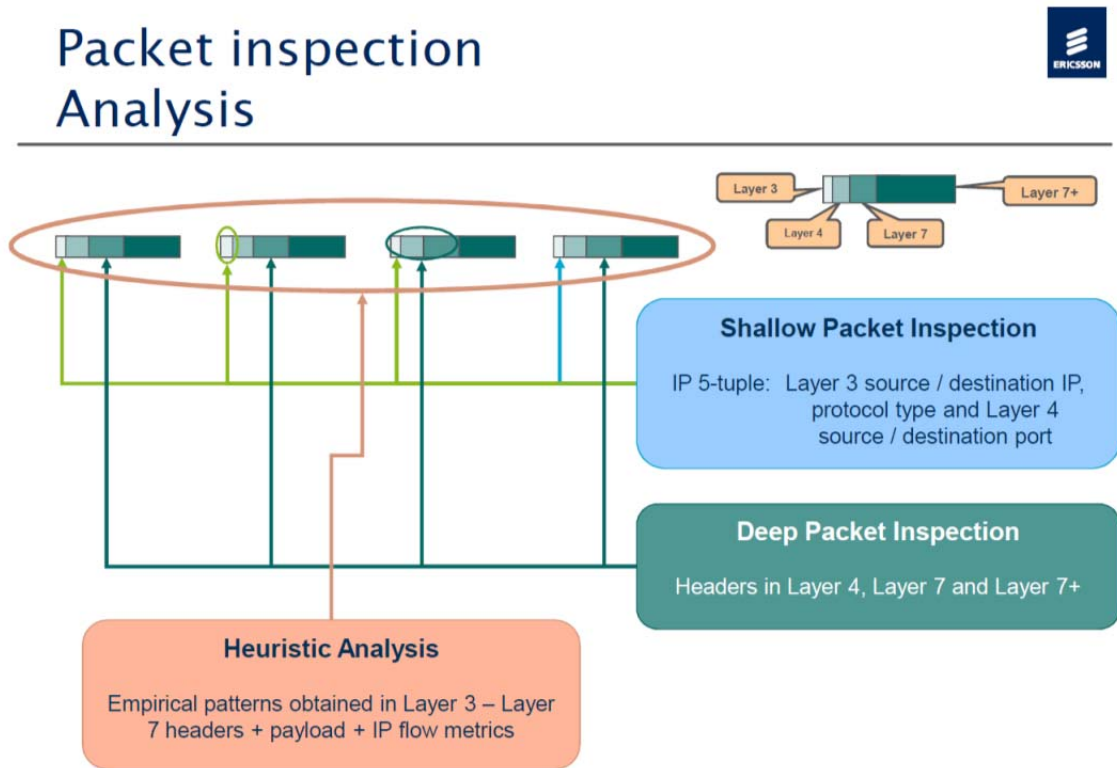 Packet inspection
Analysis
ERICSSON
Layer 3
Layer 7+
Layer 4
Layer 7
Shallow Packet Inspection
IP 5-tuple: Layer 3 source / destination IP,
protocol type and Layer 4
source / destination port
Deep Packet Inspection
Headers in Layer 4, Layer 7 and Layer 7+
Heuristic Analysis
Empirical patterns obtained in Layer 3 – Layer
7 headers + payload + IP flow metrics